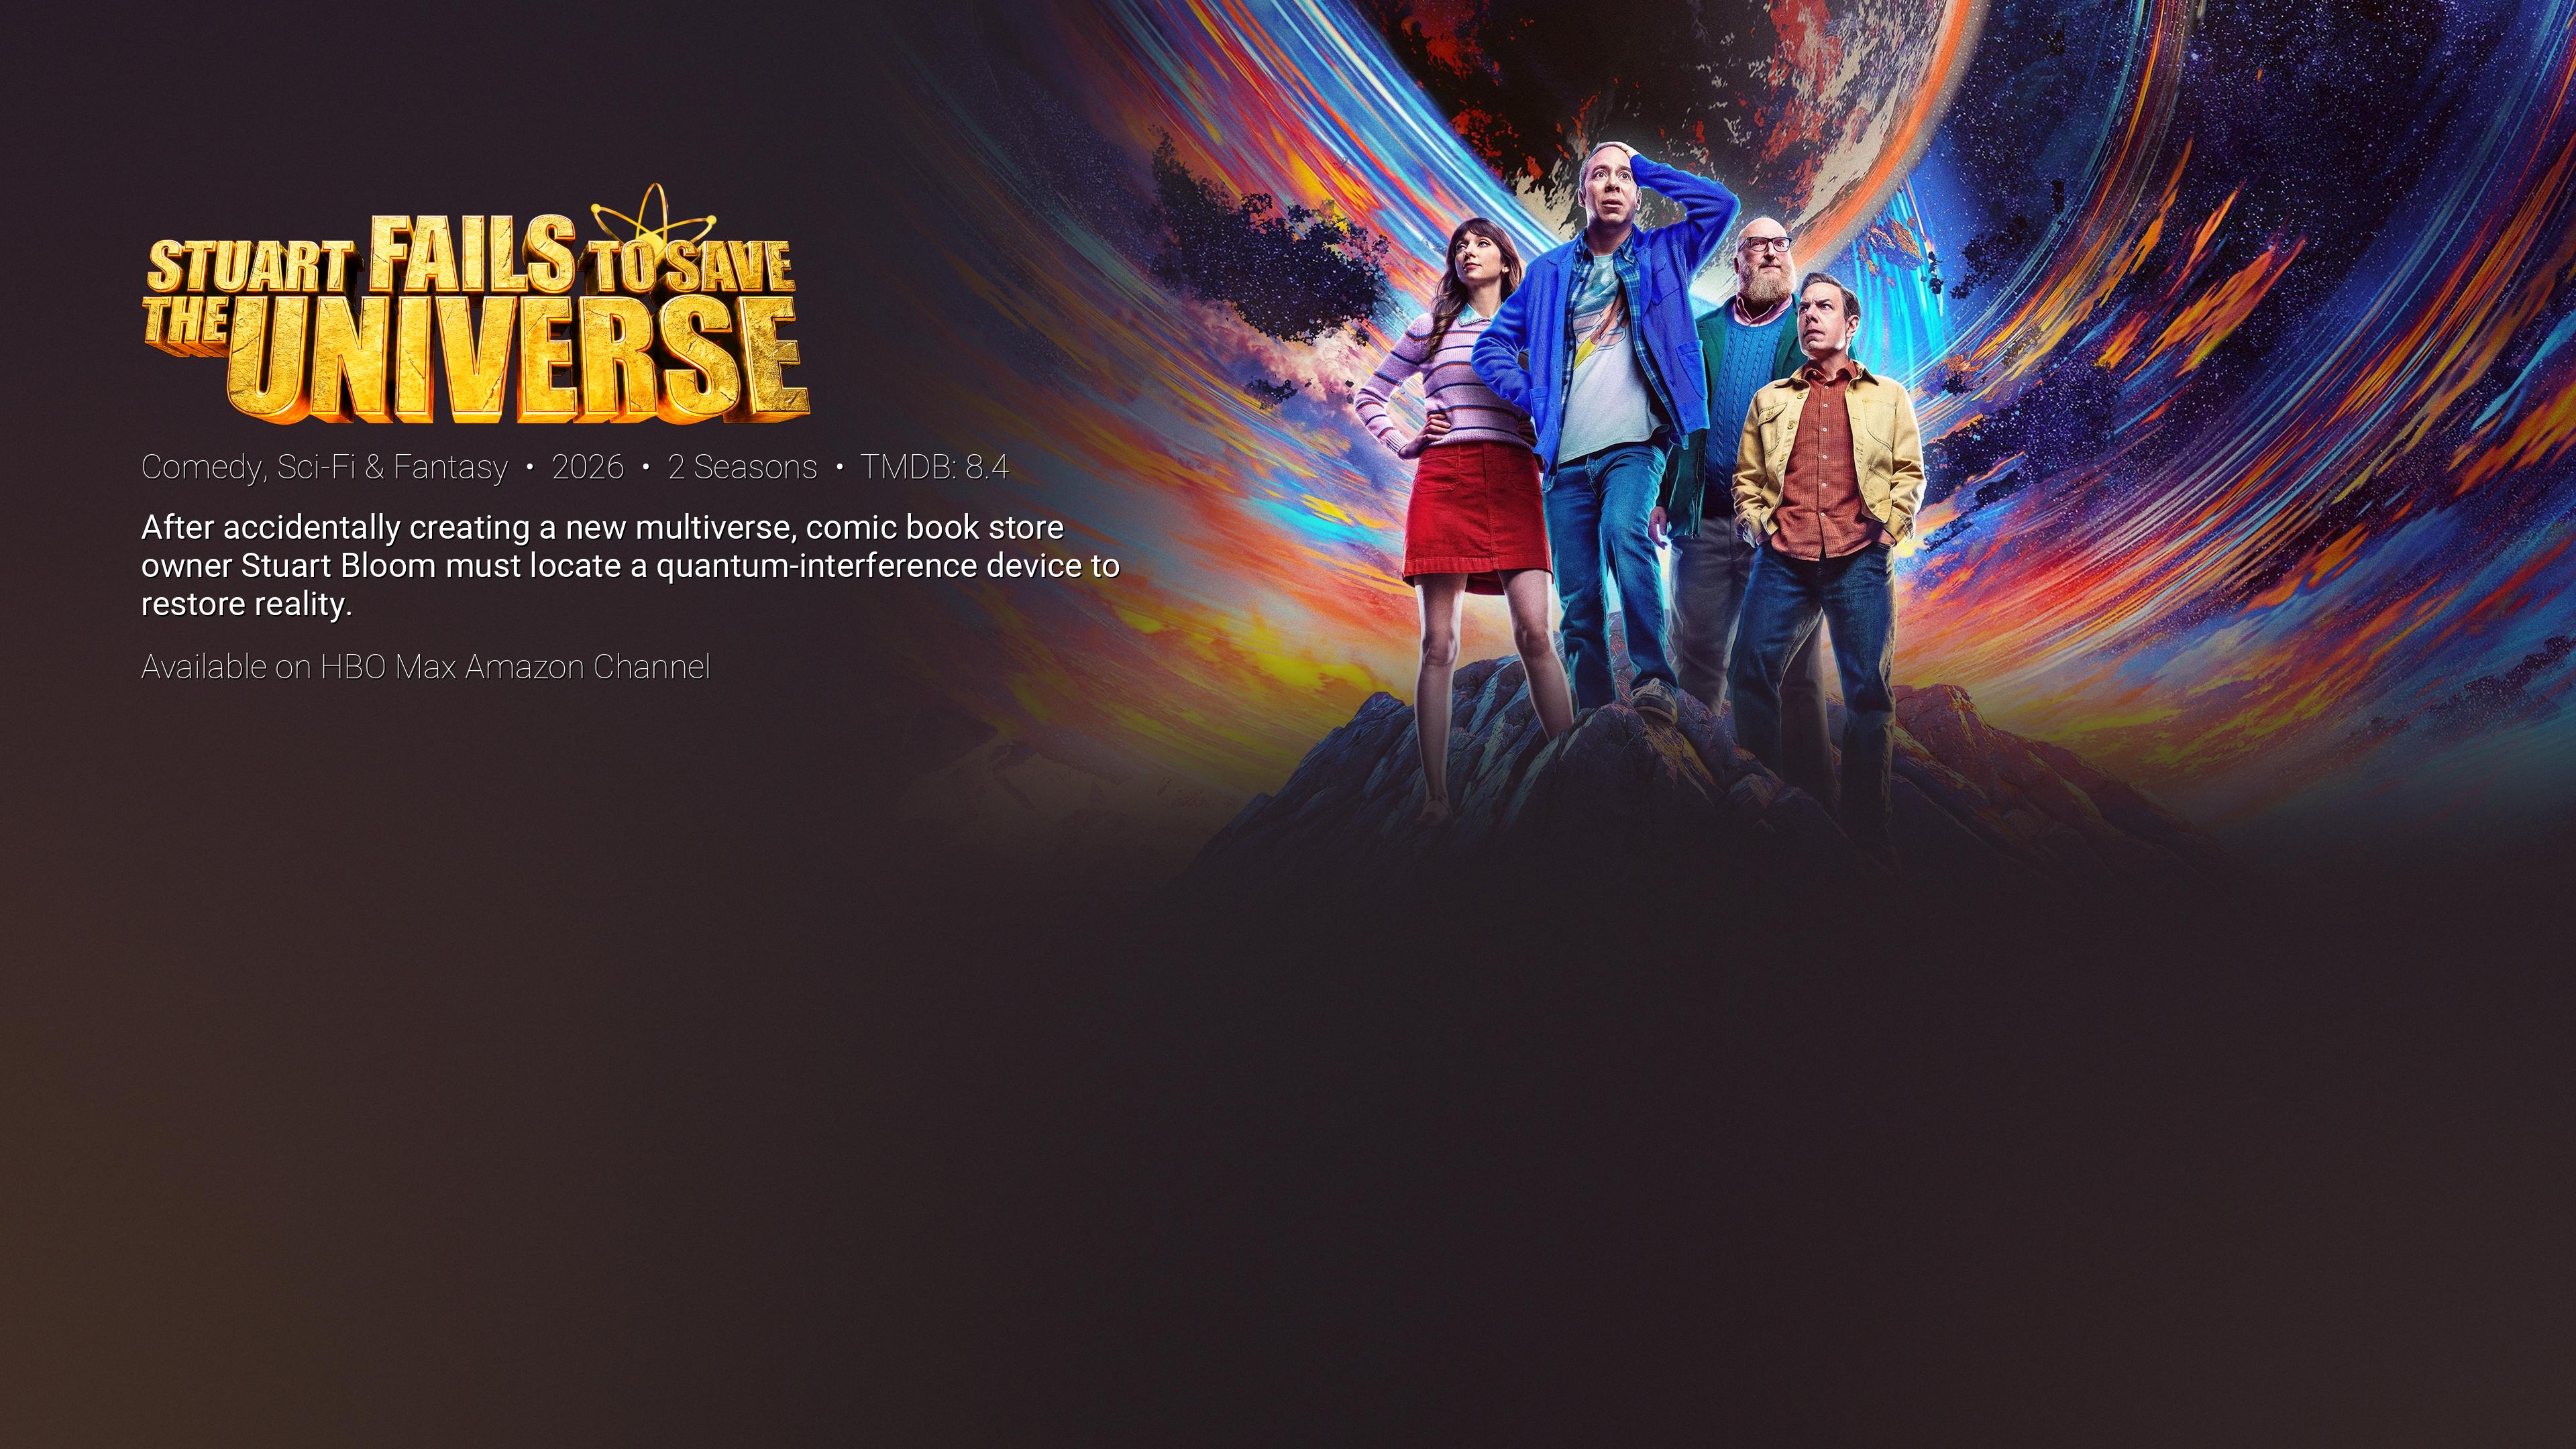 STUART FAILS TO SAVE
THE UNIVERSE
Comedy, Sci-Fi & Fantasy • 2026 • 2 Seasons • TMDB: 8.4
After accidentally creating a new multiverse, comic book store
owner Stuart Bloom must locate a quantum-interference device to
restore reality.
Available on HBO Max Amazon Channel